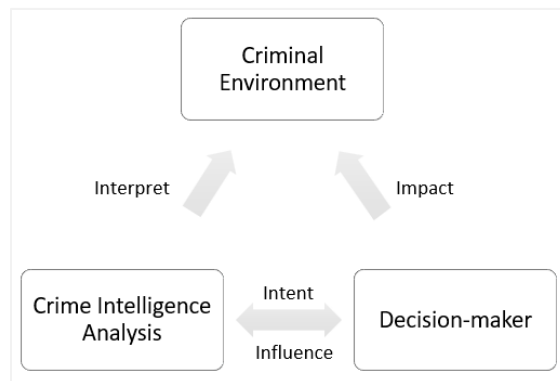 Criminal
Environment
Interpret
Impact
Intent
Crime Intelligence
Analysis
Decision-maker
Influence